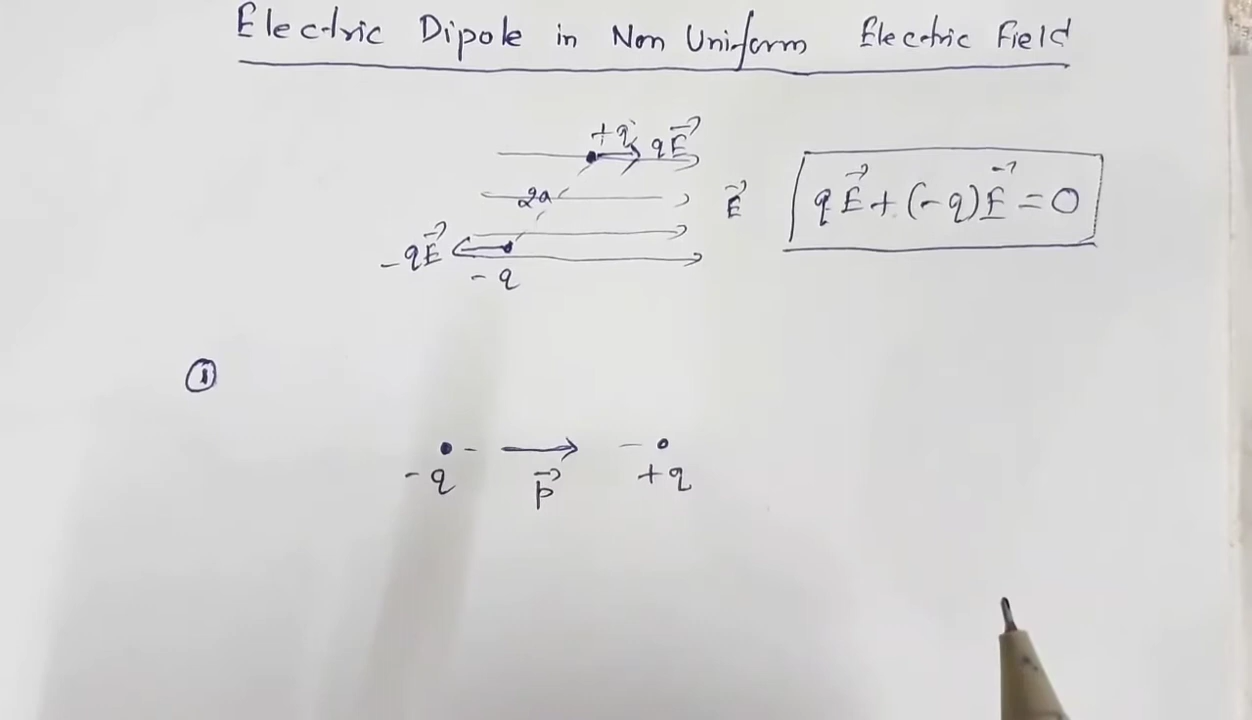 Electric Dipole in Non Uniform Electric Field
+q qE⃗
2a E⃗ qE⃗ + (-q)E⃗ = 0
-qE⃗
-q
①
-q p⃗ +q